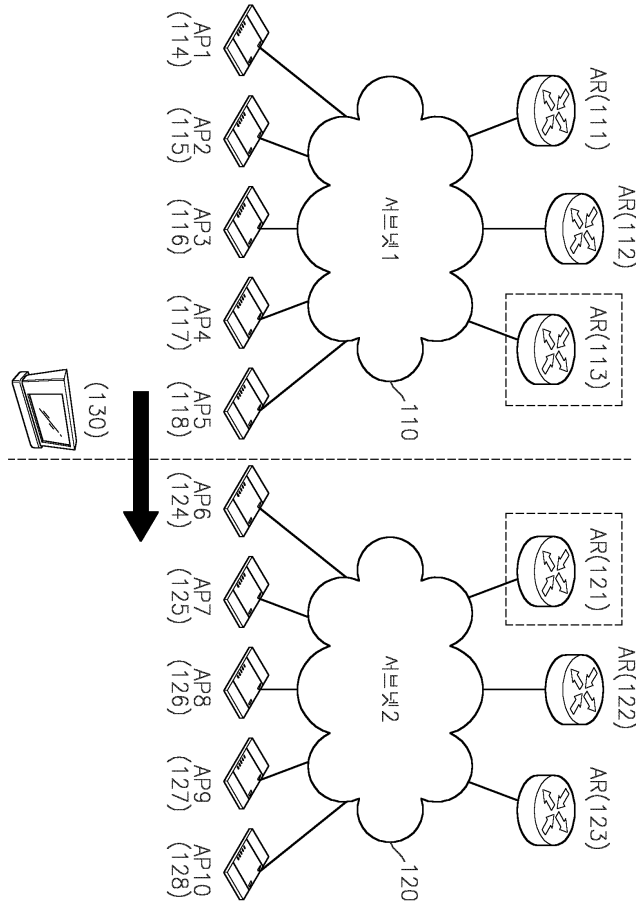 AR(111)
AR(112)
AR(113)
서브넷1
110
AP1
(114)
AP2
(115)
AP3
(116)
AP4
(117)
AP5
(118)
(130)
AR(121)
AR(122)
AR(123)
서브넷2
120
AP6
(124)
AP7
(125)
AP8
(126)
AP9
(127)
AP10
(128)